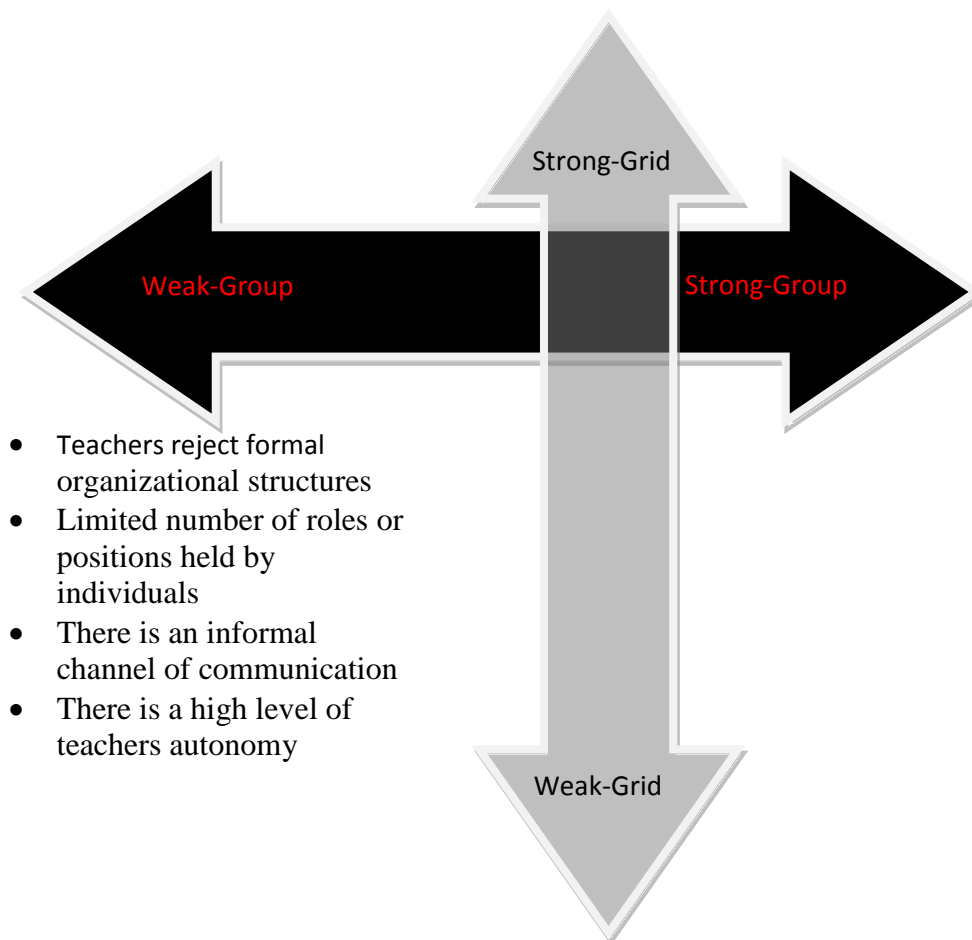 Strong-Grid
Weak-Group
Strong-Group
• Teachers reject formal
organizational structures
• Limited number of roles or
positions held by
individuals
• There is an informal
channel of communication
• There is a high level of
teachers autonomy
Weak-Grid